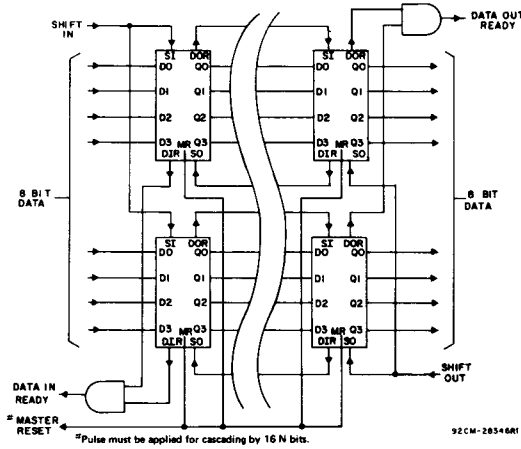 SHIFT IN
DATA OUT READY
SI DOR
D0 Q0
D1 Q1
D2 Q2
D3 MR Q3
DIR SO
SI DOR
D0 Q0
D1 Q1
D2 Q2
D3 MR Q3
DIR SO
8 BIT DATA
8 BIT DATA
SI DOR
D0 Q0
D1 Q1
D2 Q2
D3 MR Q3
DIR SO
SI DOR
D0 Q0
D1 Q1
D2 Q2
D3 MR Q3
DIR SO
DATA IN READY
SHIFT OUT
* MASTER RESET
*Pulse must be applied for cascading by 16 N bits.
92CM-28346R1